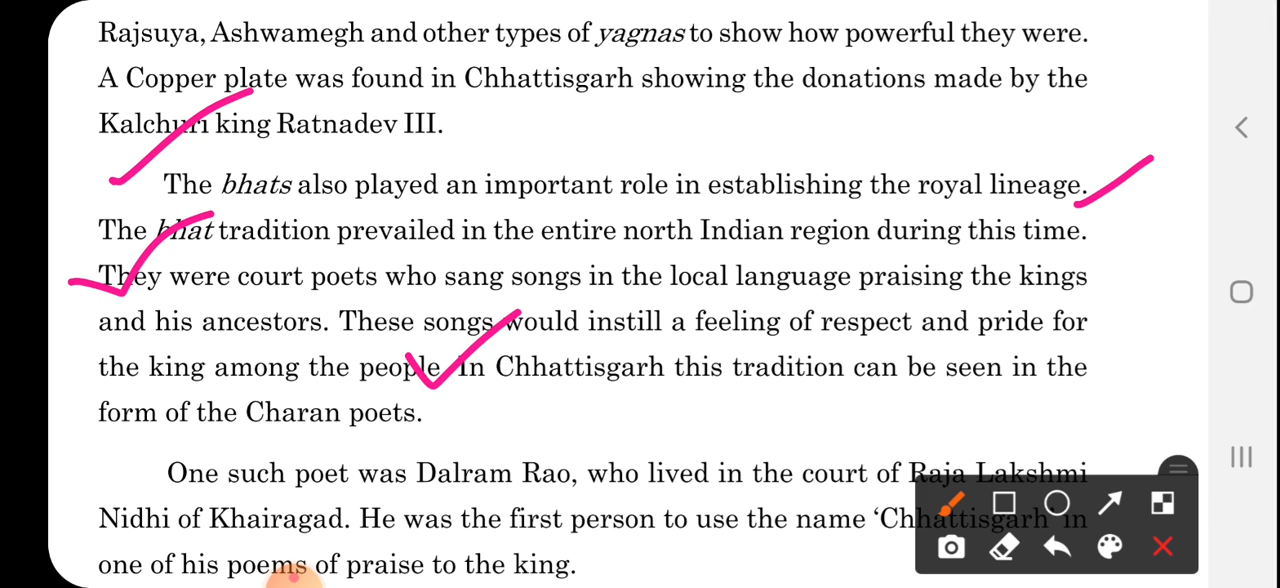 Rajsuya, Ashwamegh and other types of yagnas to show how powerful they were.
A Copper plate was found in Chhattisgarh showing the donations made by the
Kalchuri king Ratnadev III.
The bhats also played an important role in establishing the royal lineage.
The bhat tradition prevailed in the entire north Indian region during this time.
They were court poets who sang songs in the local language praising the kings
and his ancestors. These songs would instill a feeling of respect and pride for
the king among the people. In Chhattisgarh this tradition can be seen in the
form of the Charan poets.
One such poet was Dalram Rao, who lived in the court of Raja Lakshmi
Nidhi of Khairagad. He was the first person to use the name ‘Chhattisgarh’ in
one of his poems of praise to the king.